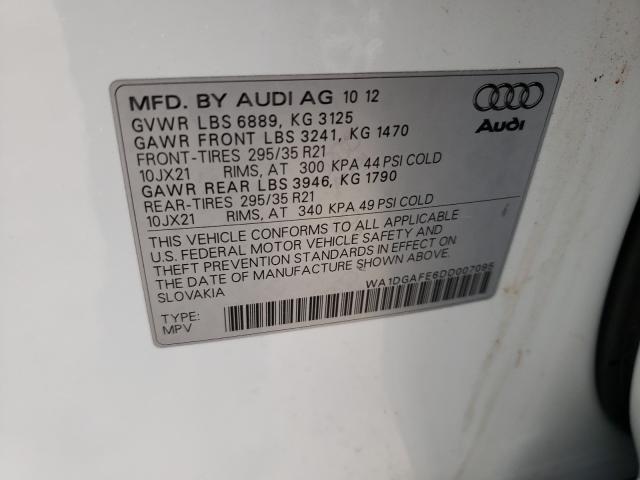 MFD. BY AUDI AG 10 12
GVWR LBS 6889, KG 3125
GAWR FRONT LBS 3241, KG 1470
FRONT-TIRES 295/35 R21
10JX21 RIMS, AT 300 KPA 44 PSI COLD
GAWR REAR LBS 3946, KG 1790
REAR-TIRES 295/35 R21
10JX21 RIMS, AT 340 KPA 49 PSI COLD
Audi
THIS VEHICLE CONFORMS TO ALL APPLICABLE
U.S. FEDERAL MOTOR VEHICLE SAFETY AND
THEFT PREVENTION STANDARDS IN EFFECT ON
THE DATE OF MANUFACTURE SHOWN ABOVE.
SLOVAKIA
WA1DGAFE6DD007095
TYPE:
MPV